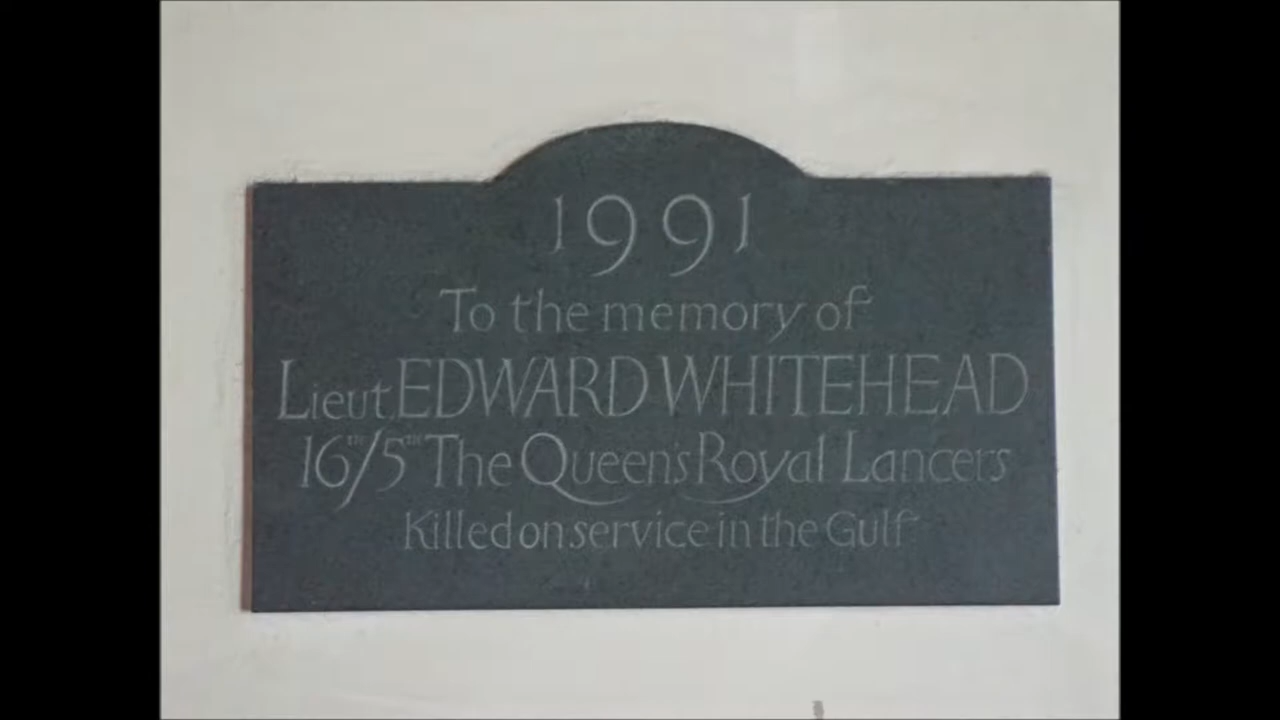 1991
To the memory of
Lieut. EDWARD WHITEHEAD
16TH/5TH The Queen's Royal Lancers
Killed on service in the Gulf